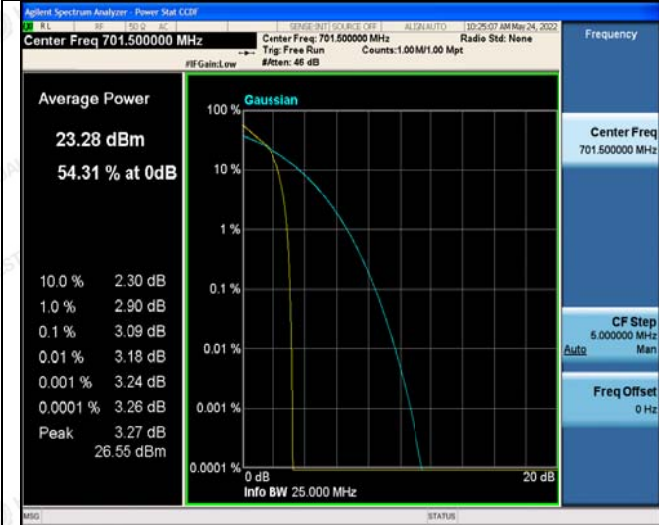 Agilent Spectrum Analyzer - Power Stat CCDF
RL RF 50 Ω AC SENSE:INT SOURCE OFF ALIGN AUTO 10:25:07 AM May 24, 2022
Center Freq 701.500000 MHz
Center Freq: 701.500000 MHz Radio Std: None
Trig: Free Run Counts:1.00 M/1.00 Mpt
#IFGain:Low #Atten: 46 dB
Frequency
Average Power
23.28 dBm
54.31 % at 0dB
10.0 % 2.30 dB
1.0 % 2.90 dB
0.1 % 3.09 dB
0.01 % 3.18 dB
0.001 % 3.24 dB
0.0001 % 3.26 dB
Peak 3.27 dB
26.55 dBm
Gaussian
100 %
10 %
1 %
0.1 %
0.01 %
0.001 %
0.0001 %
0 dB 20 dB
Info BW 25.000 MHz
Center Freq
701.500000 MHz
CF Step
5.000000 MHz
Auto Man
Freq Offset
0 Hz
MSG STATUS